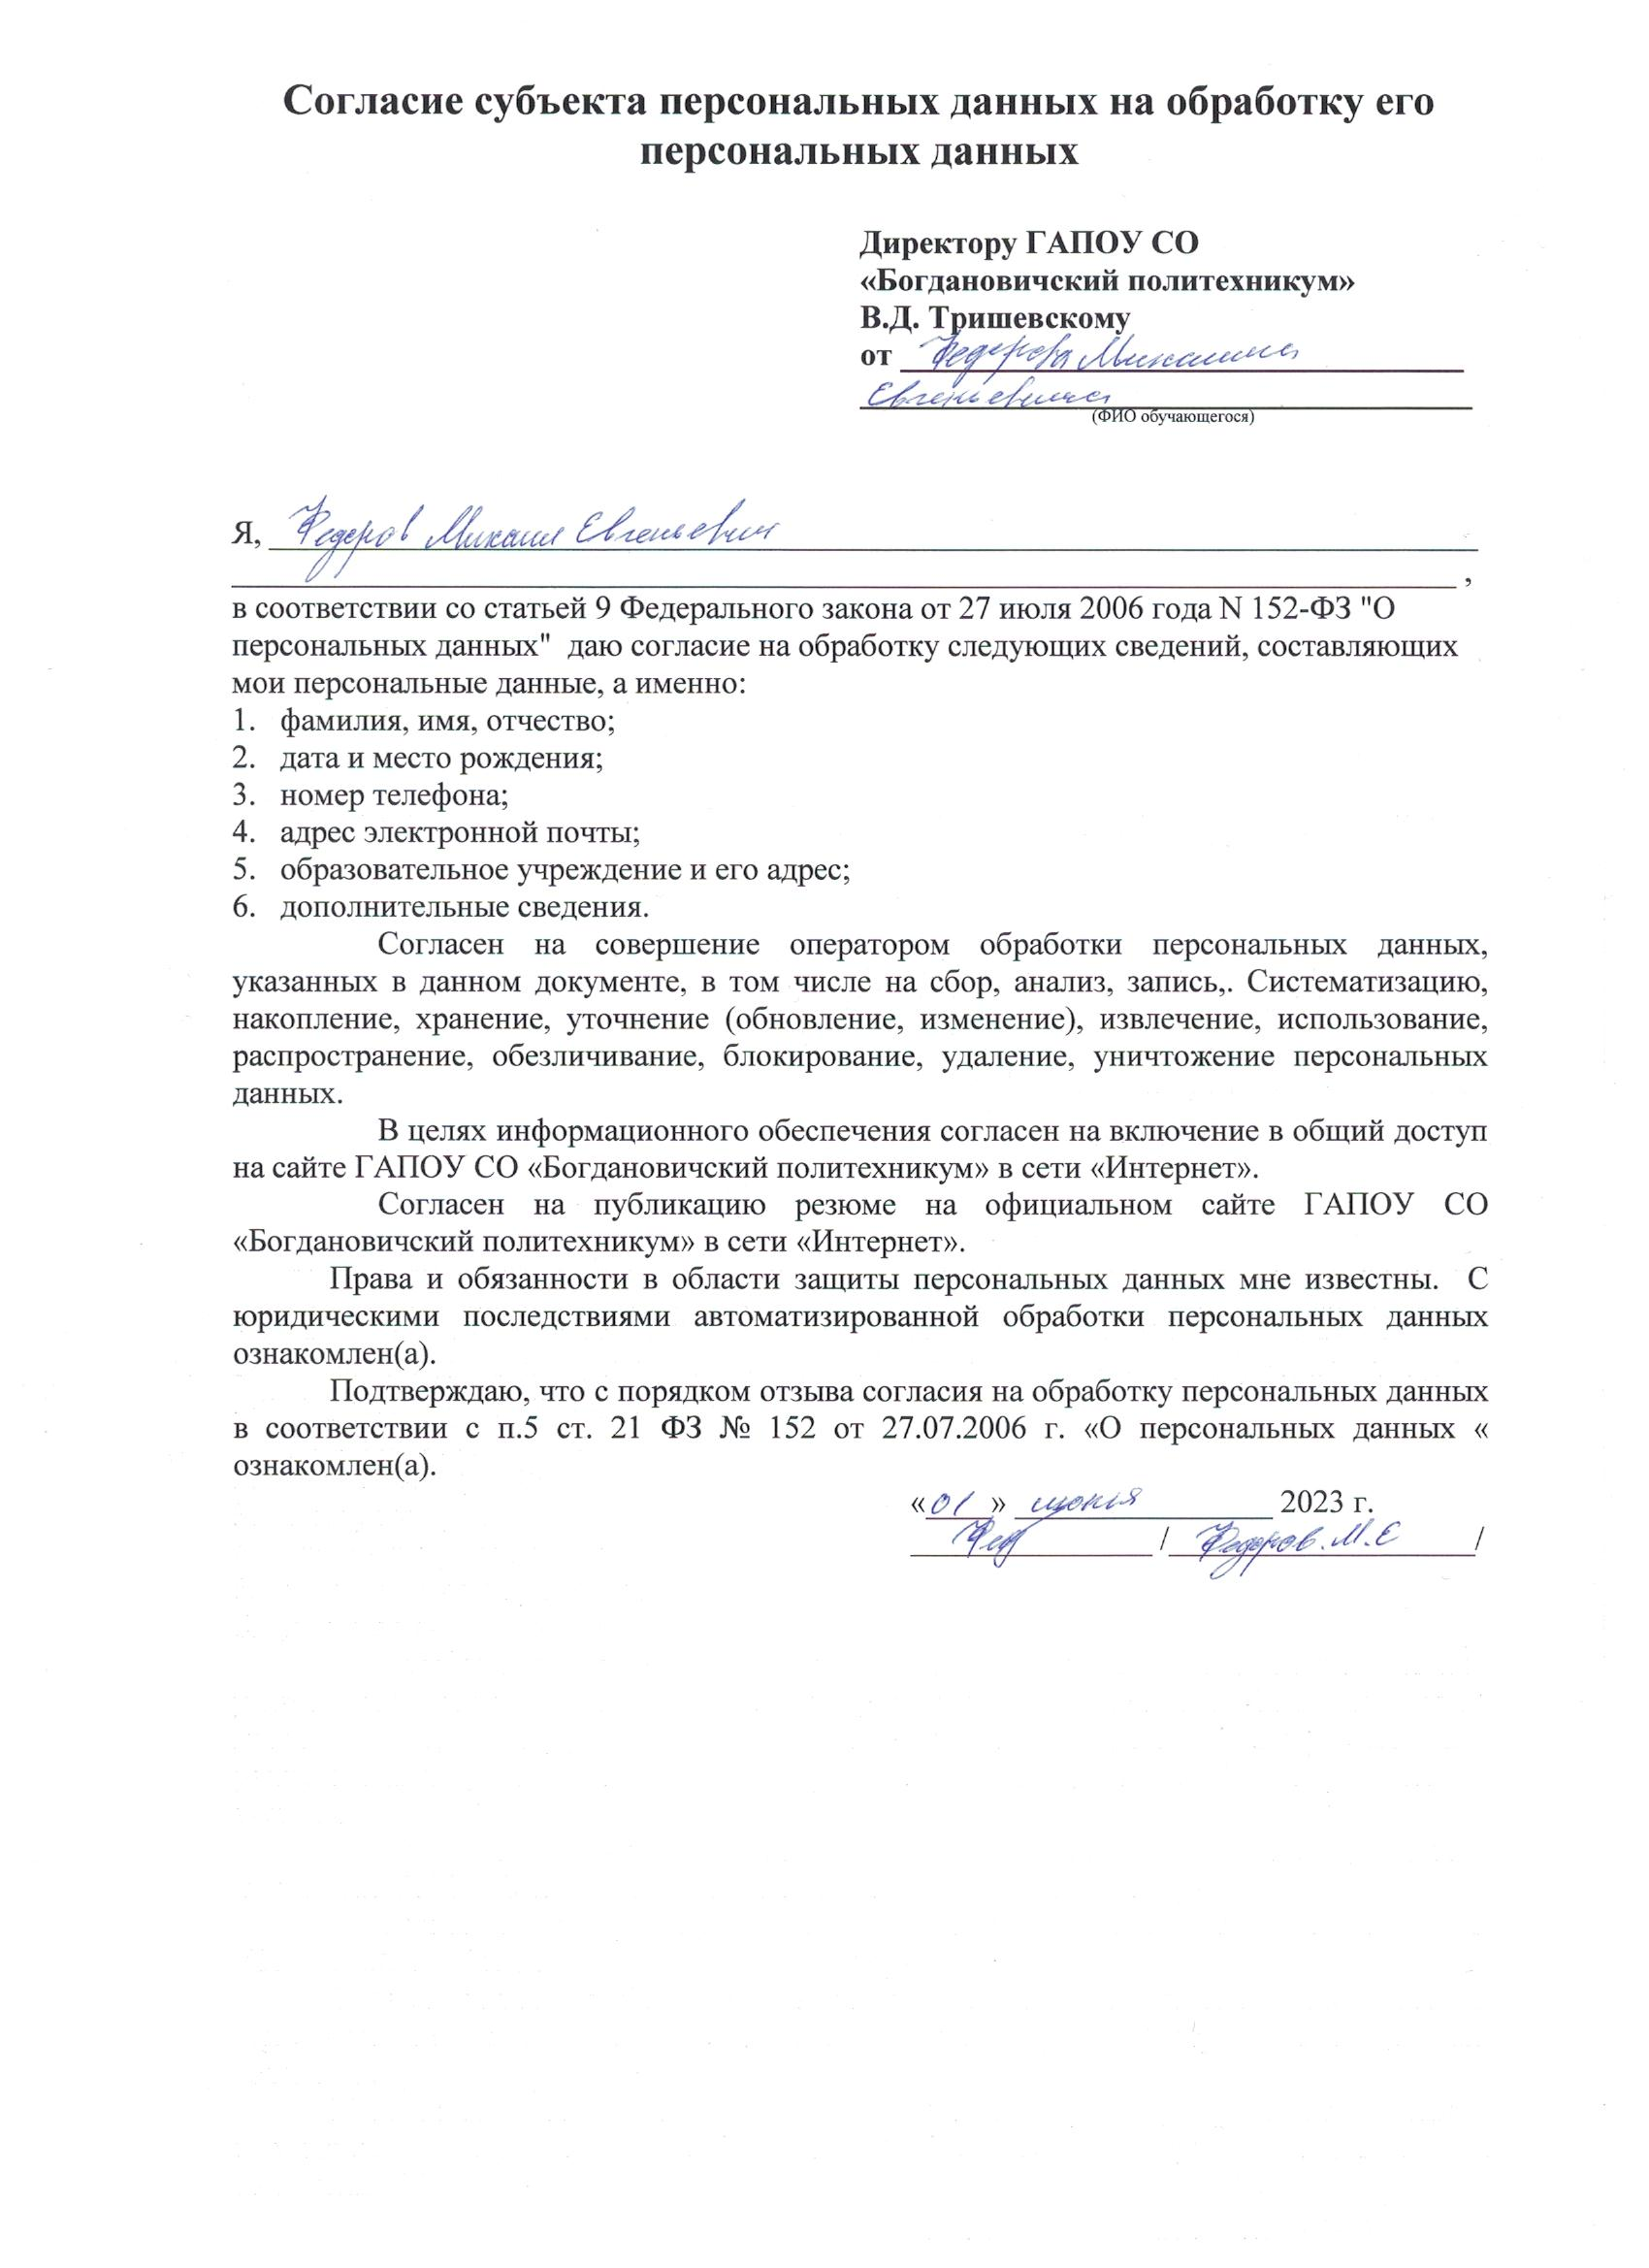 Согласие субъекта персональных данных на обработку его
персональных данных
Директору ГАПОУ СО
«Богдановичский политехникум»
В.Д. Тришевскому
от Федорова Михаила
Евгеньевича
(ФИО обучающегося)
Я, Федоров Михаил Евгеньевич
,
в соответствии со статьей 9 Федерального закона от 27 июля 2006 года N 152-ФЗ "О
персональных данных" даю согласие на обработку следующих сведений, составляющих
мои персональные данные, а именно:
1. фамилия, имя, отчество;
2. дата и место рождения;
3. номер телефона;
4. адрес электронной почты;
5. образовательное учреждение и его адрес;
6. дополнительные сведения.
Согласен на совершение оператором обработки персональных данных,
указанных в данном документе, в том числе на сбор, анализ, запись,. Систематизацию,
накопление, хранение, уточнение (обновление, изменение), извлечение, использование,
распространение, обезличивание, блокирование, удаление, уничтожение персональных
данных.
В целях информационного обеспечения согласен на включение в общий доступ
на сайте ГАПОУ СО «Богдановичский политехникум» в сети «Интернет».
Согласен на публикацию резюме на официальном сайте ГАПОУ СО
«Богдановичский политехникум» в сети «Интернет».
Права и обязанности в области защиты персональных данных мне известны. С
юридическими последствиями автоматизированной обработки персональных данных
ознакомлен(а).
Подтверждаю, что с порядком отзыва согласия на обработку персональных данных
в соответствии с п.5 ст. 21 ФЗ № 152 от 27.07.2006 г. «О персональных данных «
ознакомлен(а).
«01» июня 2023 г.
Фед / Федоров.М.Е /